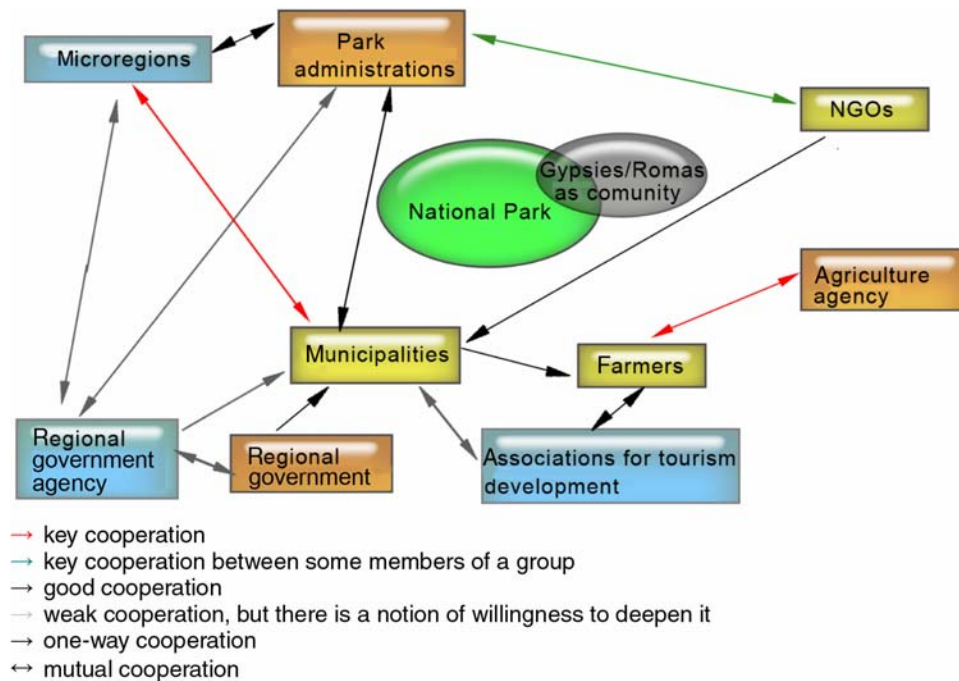 Microregions
Park
administrations
NGOs
Gypsies/Romas
as comunity
National Park
Agriculture
agency
Municipalities
Farmers
Regional
government
agency
Regional
government
Associations for tourism
development
→ key cooperation
→ key cooperation between some members of a group
→ good cooperation
→ weak cooperation, but there is a notion of willingness to deepen it
→ one-way cooperation
↔ mutual cooperation